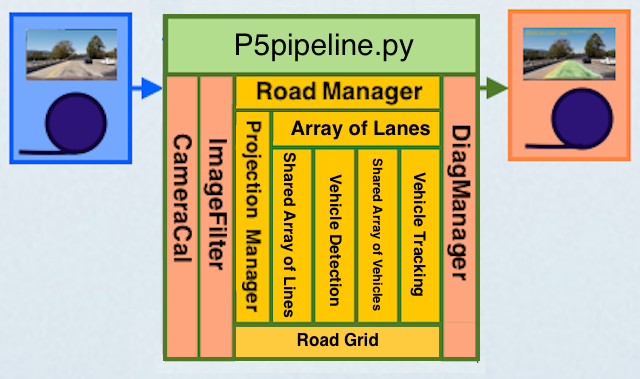 P5pipeline.py
CameraCal
ImageFilter
Road Manager
Projection Manager
Array of Lanes
Shared Array of Lines
Vehicle Detection
Shared Array of Vehicles
Vehicle Tracking
Road Grid
DiagManager